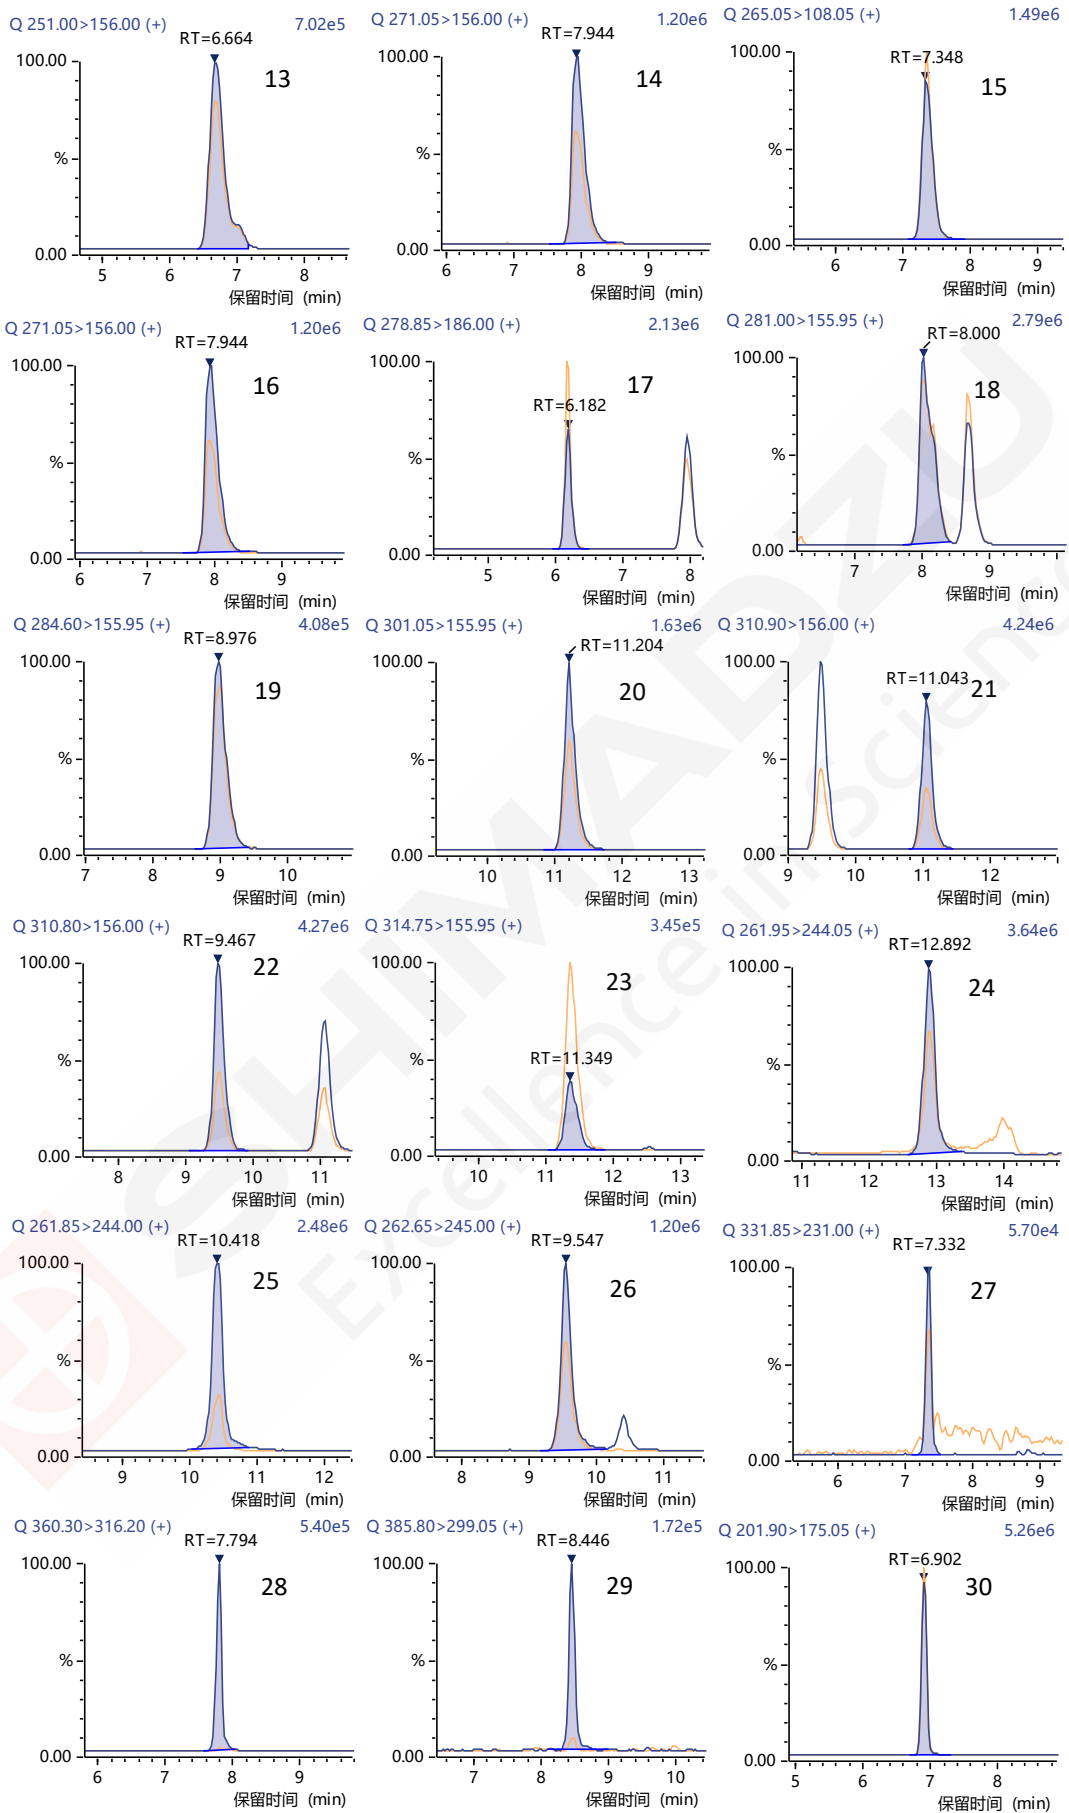 Q 251.00>156.00 (+) 7.02e5
RT=6.664
13
100.00
%
0.00
5 6 7 8
保留时间 (min)
Q 271.05>156.00 (+) 1.20e6
RT=7.944
14
100.00
%
0.00
6 7 8 9
保留时间 (min)
Q 265.05>108.05 (+) 1.49e6
RT=7.348
15
100.00
%
0.00
6 7 8 9
保留时间 (min)
Q 271.05>156.00 (+) 1.20e6
RT=7.944
16
100.00
%
0.00
6 7 8 9
保留时间 (min)
Q 278.85>186.00 (+) 2.13e6
RT=6.182
17
100.00
%
0.00
5 6 7 8
保留时间 (min)
Q 281.00>155.95 (+) 2.79e6
RT=8.000
18
100.00
%
0.00
7 8 9
保留时间 (min)
Q 284.60>155.95 (+) 4.08e5
RT=8.976
19
100.00
%
0.00
7 8 9 10
保留时间 (min)
Q 301.05>155.95 (+) 1.63e6
RT=11.204
20
100.00
%
0.00
10 11 12 13
保留时间 (min)
Q 310.90>156.00 (+) 4.24e6
RT=11.043
21
100.00
%
0.00
9 10 11 12
保留时间 (min)
Q 310.80>156.00 (+) 4.27e6
RT=9.467
22
100.00
%
0.00
8 9 10 11
保留时间 (min)
Q 314.75>155.95 (+) 3.45e5
RT=11.349
23
100.00
%
0.00
10 11 12 13
保留时间 (min)
Q 261.95>244.05 (+) 3.64e6
RT=12.892
24
100.00
%
0.00
11 12 13 14
保留时间 (min)
Q 261.85>244.00 (+) 2.48e6
RT=10.418
25
100.00
%
0.00
9 10 11 12
保留时间 (min)
Q 262.65>245.00 (+) 1.20e6
RT=9.547
26
100.00
%
0.00
8 9 10 11
保留时间 (min)
Q 331.85>231.00 (+) 5.70e4
RT=7.332
27
100.00
%
0.00
6 7 8 9
保留时间 (min)
Q 360.30>316.20 (+) 5.40e5
RT=7.794
28
100.00
%
0.00
6 7 8 9
保留时间 (min)
Q 385.80>299.05 (+) 1.72e5
RT=8.446
29
100.00
%
0.00
7 8 9 10
保留时间 (min)
Q 201.90>175.05 (+) 5.26e6
RT=6.902
30
100.00
%
0.00
5 6 7 8
保留时间 (min)
SHIMADZU
Excellence in Science